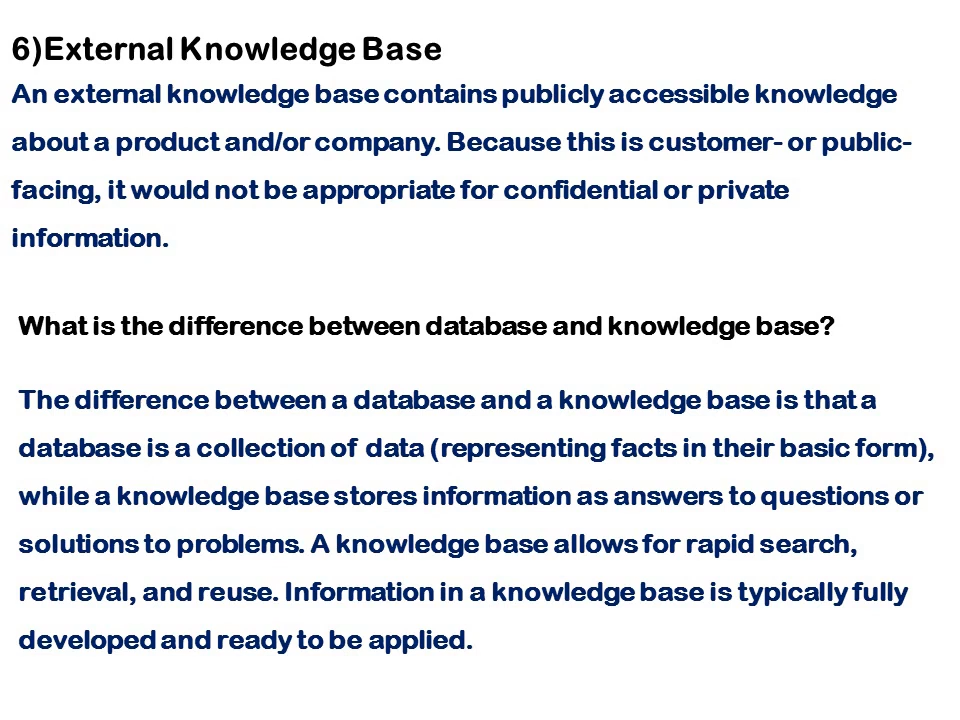 6)External Knowledge Base
An external knowledge base contains publicly accessible knowledge
about a product and/or company. Because this is customer- or public-
facing, it would not be appropriate for confidential or private
information.
What is the difference between database and knowledge base?
The difference between a database and a knowledge base is that a
database is a collection of data (representing facts in their basic form),
while a knowledge base stores information as answers to questions or
solutions to problems. A knowledge base allows for rapid search,
retrieval, and reuse. Information in a knowledge base is typically fully
developed and ready to be applied.